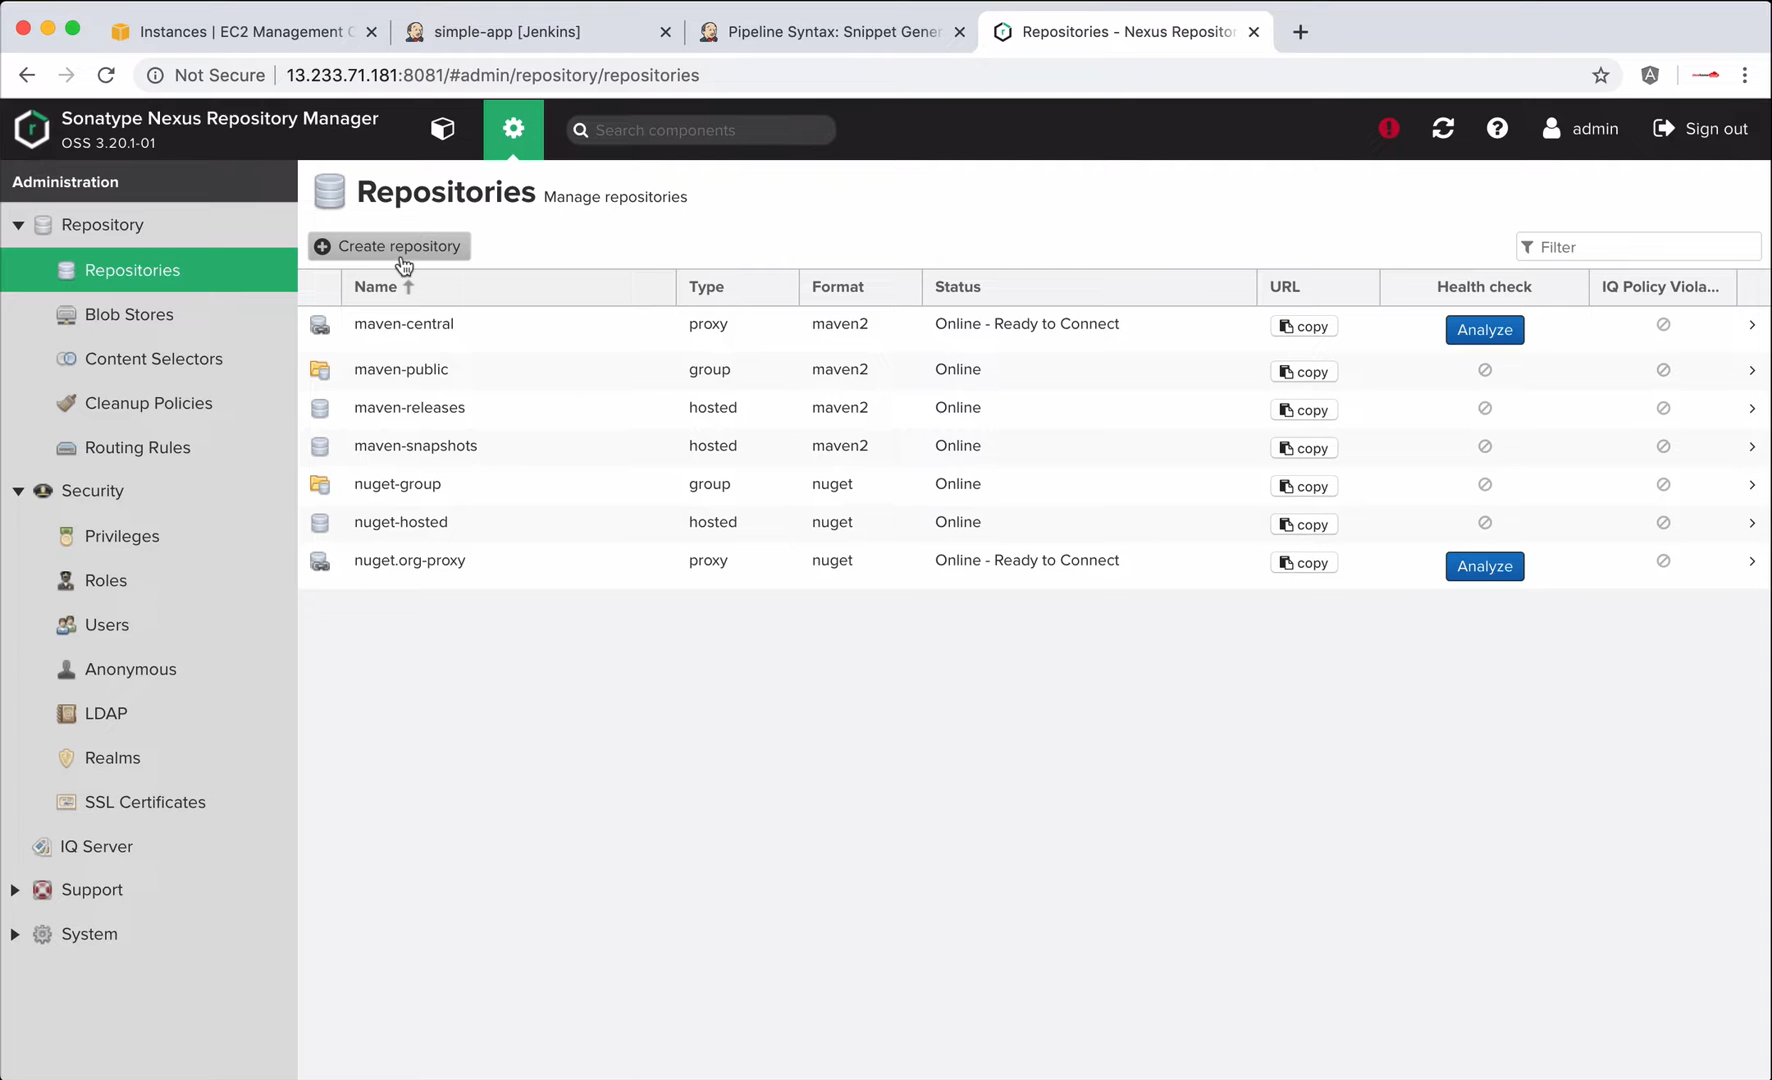 Instances | EC2 Management C
simple-app [Jenkins]
Pipeline Syntax: Snippet Gener
Repositories - Nexus Repositor
Not Secure
13.233.71.181:8081/#admin/repository/repositories
Sonatype Nexus Repository Manager
OSS 3.20.1-01
Search components
admin
Sign out
Administration
Repository
Repositories
Blob Stores
Content Selectors
Cleanup Policies
Routing Rules
Security
Privileges
Roles
Users
Anonymous
LDAP
Realms
SSL Certificates
IQ Server
Support
System
Repositories Manage repositories
Create repository
Filter
Name Type Format Status URL Health check IQ Policy Viola...
maven-central proxy maven2 Online - Ready to Connect copy Analyze
maven-public group maven2 Online copy
maven-releases hosted maven2 Online copy
maven-snapshots hosted maven2 Online copy
nuget-group group nuget Online copy
nuget-hosted hosted nuget Online copy
nuget.org-proxy proxy nuget Online - Ready to Connect copy Analyze